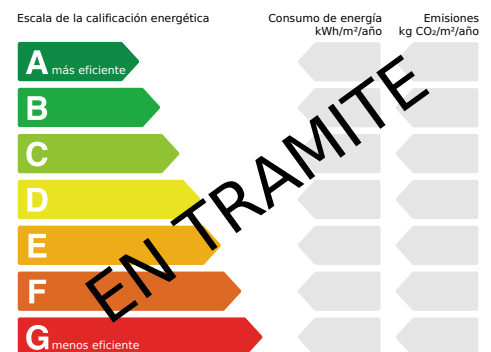 Escala de la calificación energética
Consumo de energía
kWh/m²/año
Emisiones
kg CO₂/m²/año
A más eficiente
B
C
D
E
F
G menos eficiente
EN TRAMITE